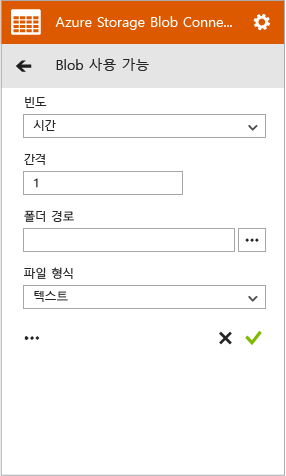 Azure Storage Blob Conne...
Blob 사용 가능
빈도
시간
간격
1
폴더 경로
...
파일 형식
텍스트
...